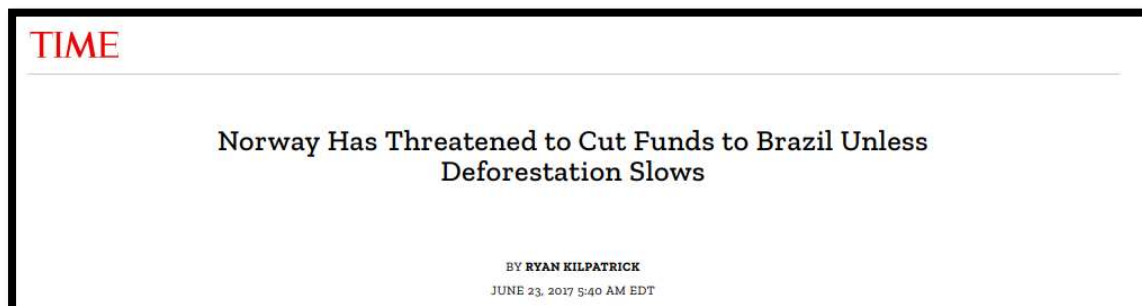 TIME
Norway Has Threatened to Cut Funds to Brazil Unless
Deforestation Slows
BY RYAN KILPATRICK
JUNE 23, 2017 5:40 AM EDT